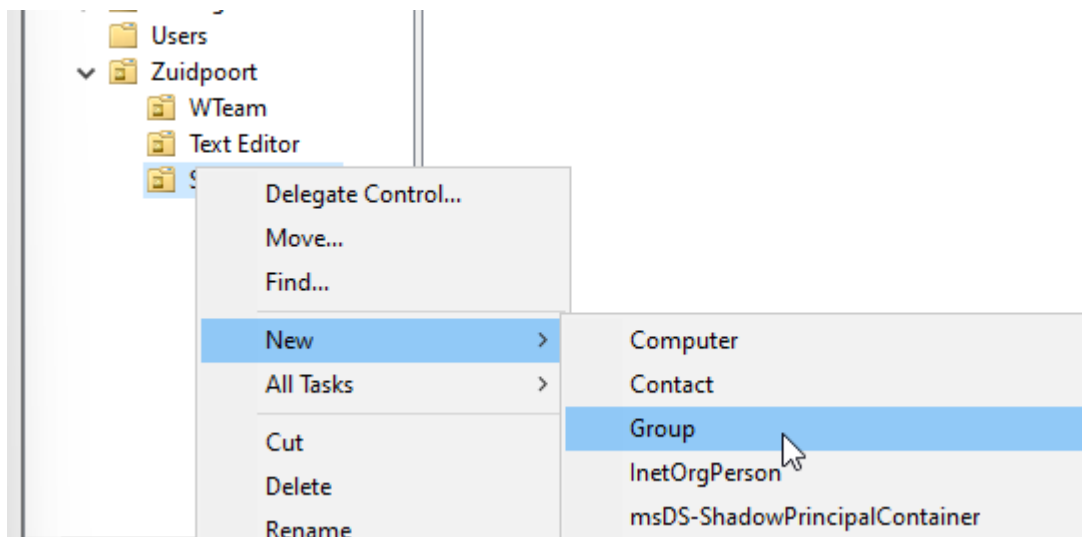 Users
Zuidpoort
WTeam
Text Editor
Delegate Control...
Move...
Find...
New
Computer
All Tasks
Contact
Group
Cut
InetOrgPerson
Delete
msDS-ShadowPrincipalContainer
Rename